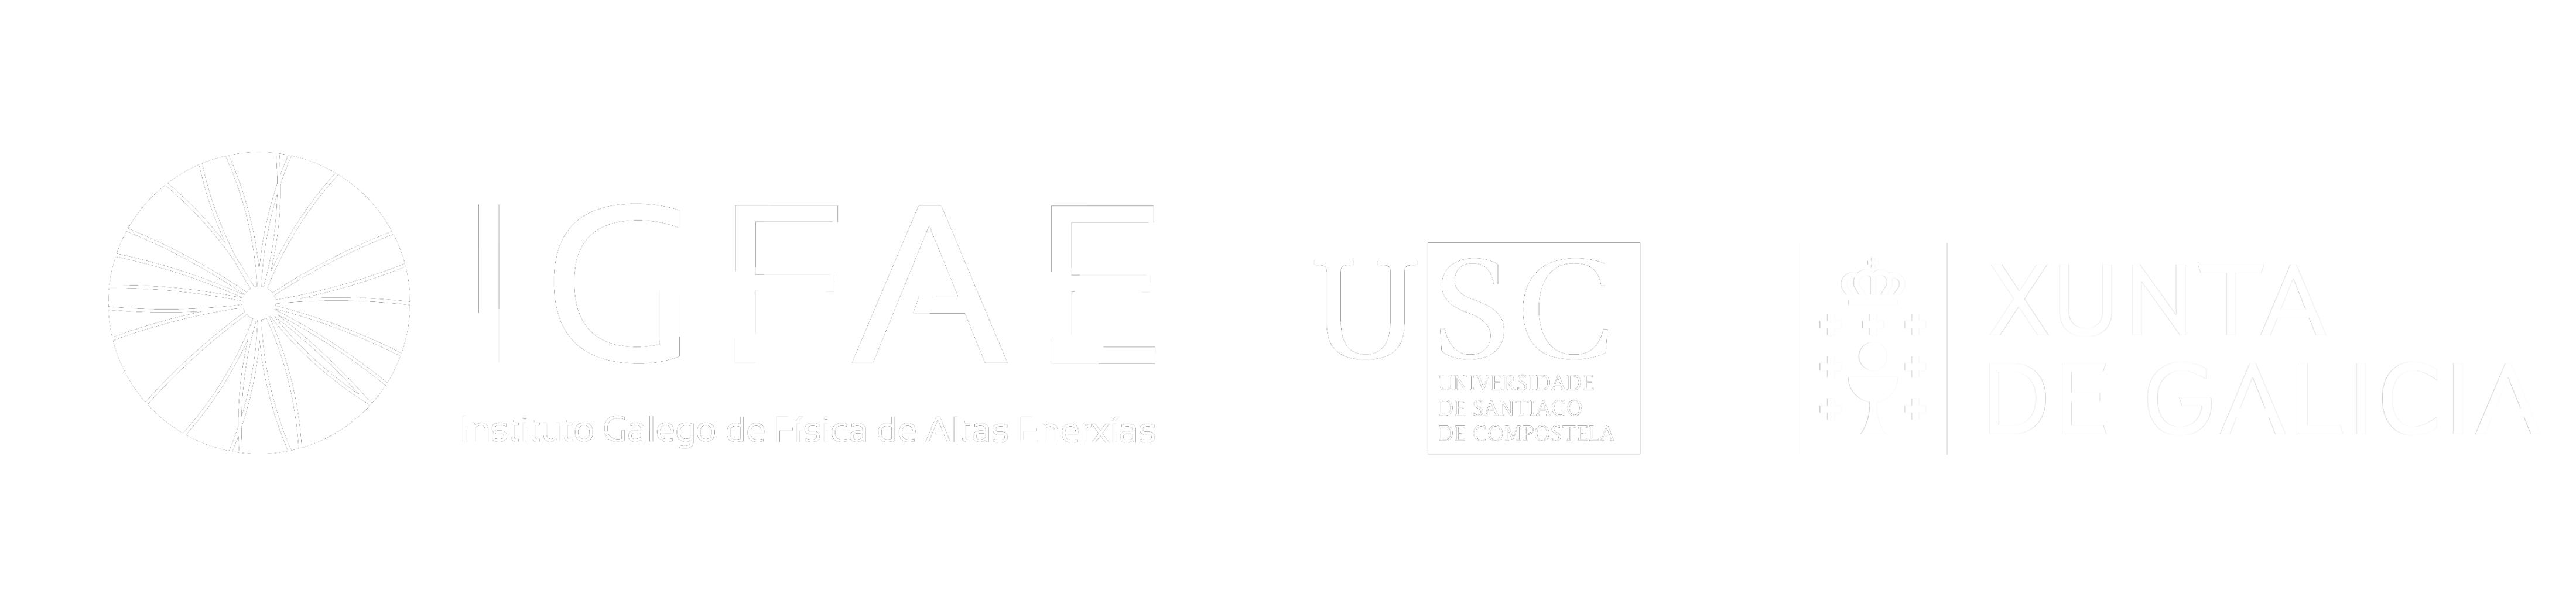 IGFAE
Instituto Galego de Física de Altas Enerxías
USC
UNIVERSIDADE
DE SANTIAGO
DE COMPOSTELA
XUNTA
DE GALICIA